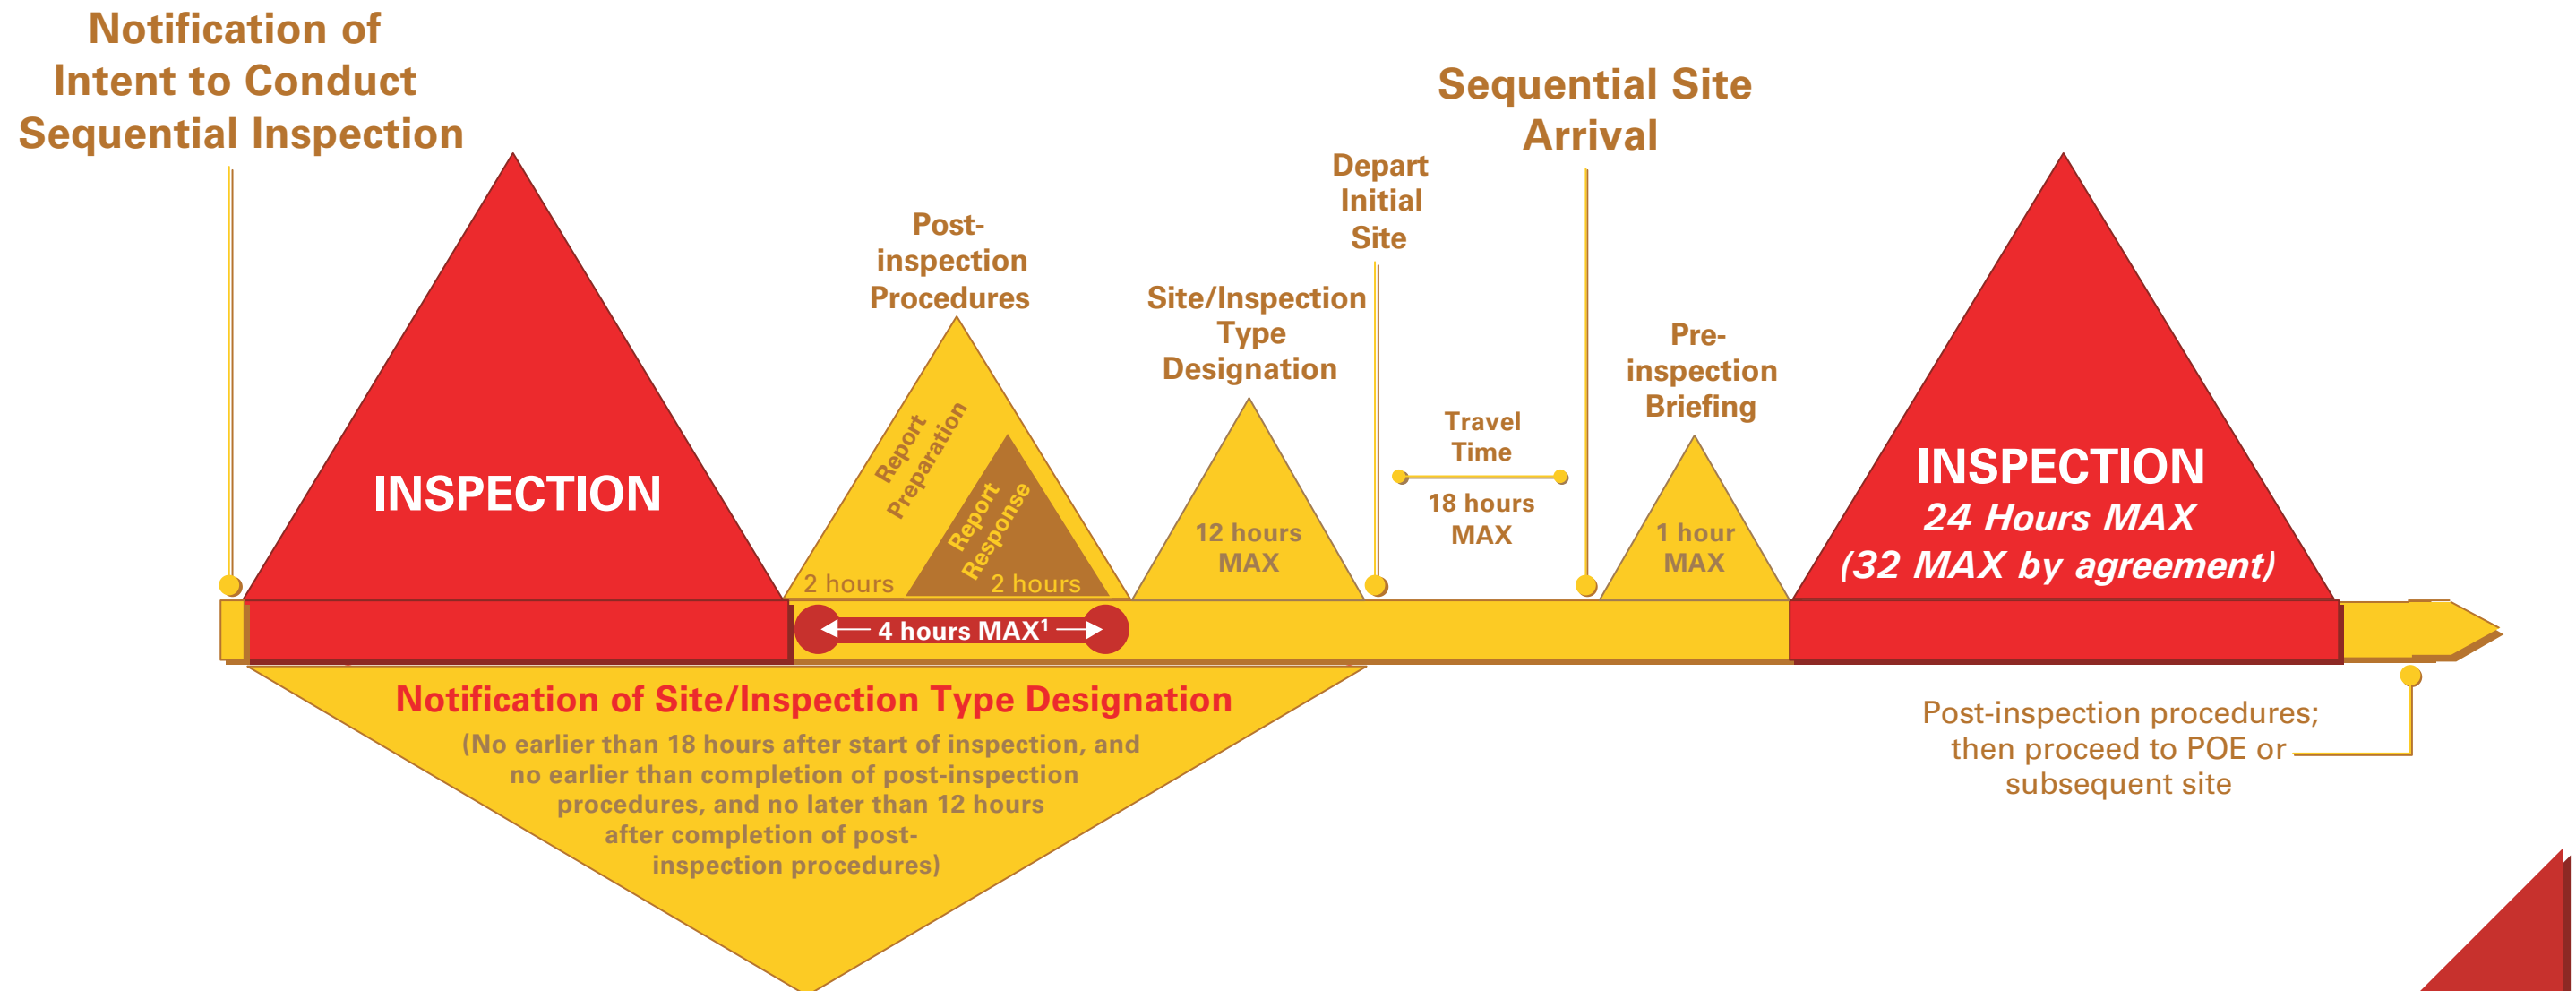 Notification of
Intent to Conduct
Sequential Inspection
INSPECTION
Post-
inspection
Procedures
Report
Preparation
Report
Response
2 hours
2 hours
4 hours MAX¹
Site/Inspection
Type
Designation
12 hours
MAX
Depart
Initial
Site
Travel
Time
18 hours
MAX
Sequential Site
Arrival
Pre-
inspection
Briefing
1 hour
MAX
INSPECTION
24 Hours MAX
(32 MAX by agreement)
Notification of Site/Inspection Type Designation
(No earlier than 18 hours after start of inspection, and
no earlier than completion of post-inspection
procedures, and no later than 12 hours
after completion of post-
inspection procedures)
Post-inspection procedures;
then proceed to POE or
subsequent site